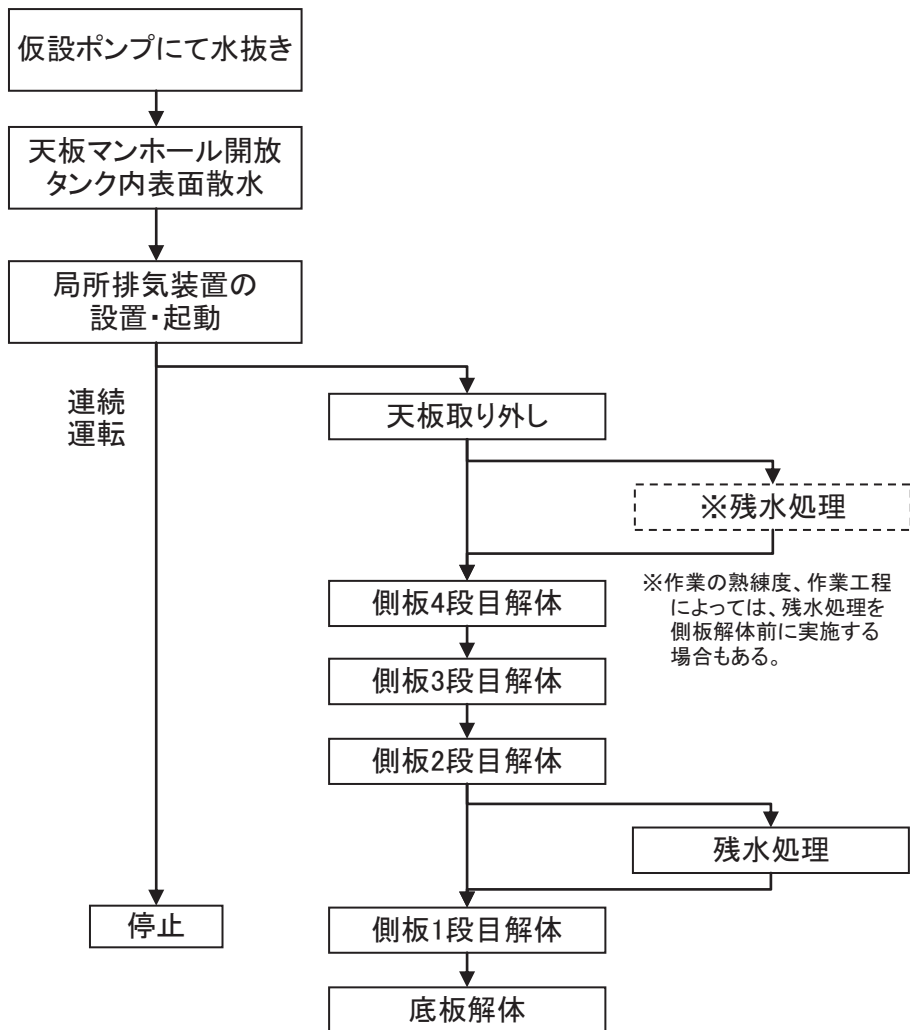 仮設ポンプにて水抜き
天板マンホール開放
タンク内表面散水
局所排気装置の
設置・起動
連続
運転
天板取り外し
※残水処理
※作業の熟練度、作業工程
によっては、残水処理を
側板解体前に実施する
場合もある。
側板4段目解体
側板3段目解体
側板2段目解体
残水処理
停止
側板1段目解体
底板解体